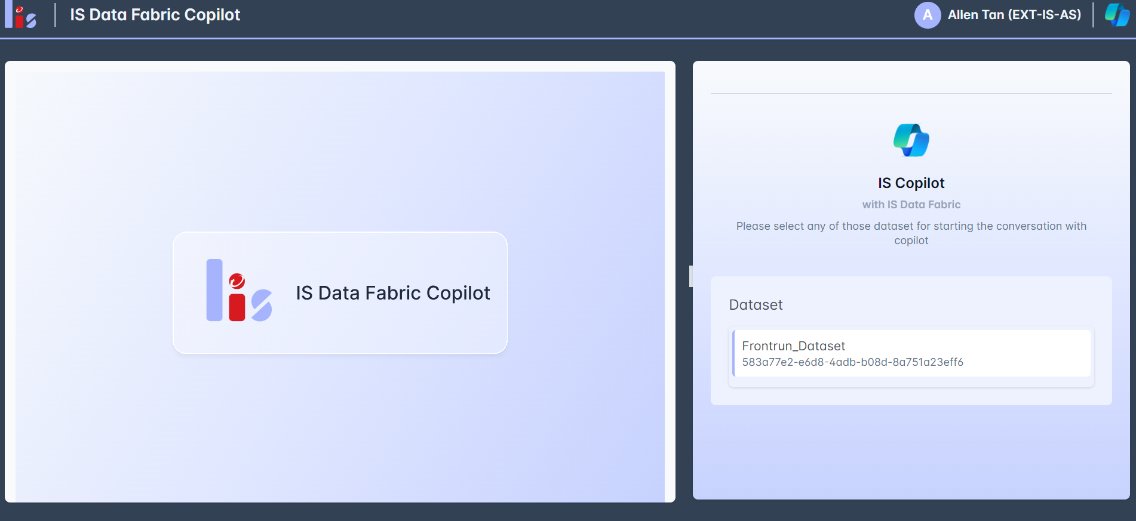 IS Data Fabric Copilot
A
Allen Tan (EXT-IS-AS)
IS Data Fabric Copilot
IS Copilot
with IS Data Fabric
Please select any of those dataset for starting the conversation with
copilot
Dataset
Frontrun_Dataset
583a77e2-e6d8-4adb-b08d-8a751a23eff6